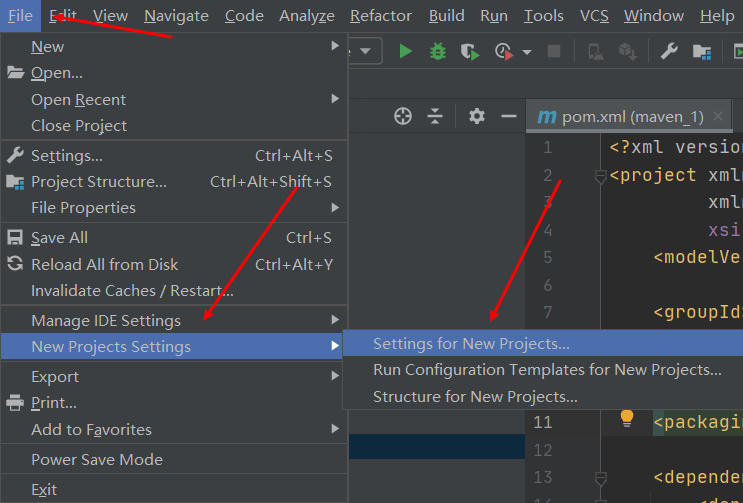 File Edit View Navigate Code Analyze Refactor Build Run Tools VCS Window Help
New
Open...
Open Recent
Close Project
Settings... Ctrl+Alt+S
Project Structure... Ctrl+Alt+Shift+S
File Properties
Save All Ctrl+S
Reload All from Disk Ctrl+Alt+Y
Invalidate Caches / Restart...
Manage IDE Settings
New Projects Settings
Export
Print...
Add to Favorites
Power Save Mode
Exit
Settings for New Projects...
Run Configuration Templates for New Projects...
Structure for New Projects...
m pom.xml (maven_1)
1 <?xml version
2 <project xml
3 xml
4 xsi
5 <modelVe
6
7 <groupId>
11 <packagin
12
13 <depende
14 <dep